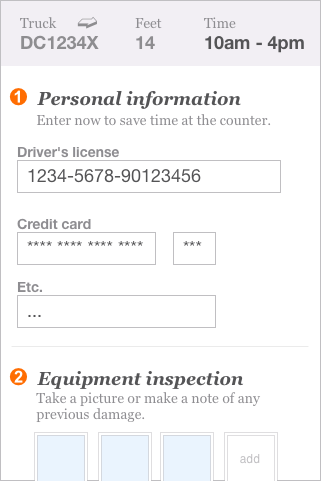 Truck Feet Time
DC1234X 14 10am - 4pm
1 Personal information
Enter now to save time at the counter.
Driver's license
1234-5678-90123456
Credit card
**** **** **** **** ***
Etc.
...
2 Equipment inspection
Take a picture or make a note of any
previous damage.
add